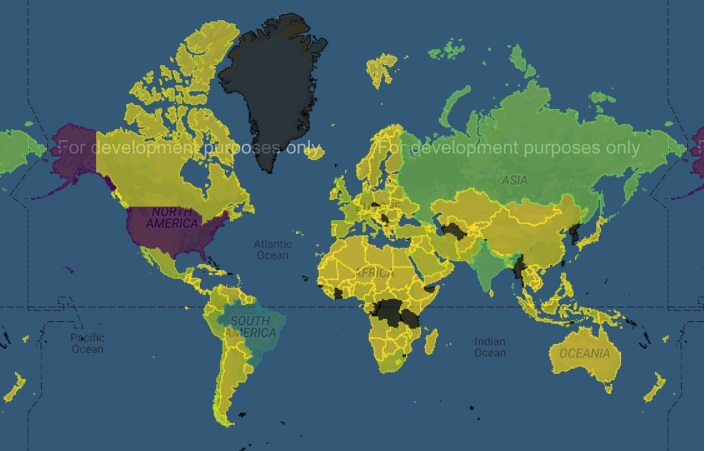 For development purposes only
For development purposes only
ASIA
NORTH
AMERICA
Atlantic
Ocean
AFRICA
SOUTH
AMERICA
Pacific
Ocean
Indian
Ocean
OCEANIA